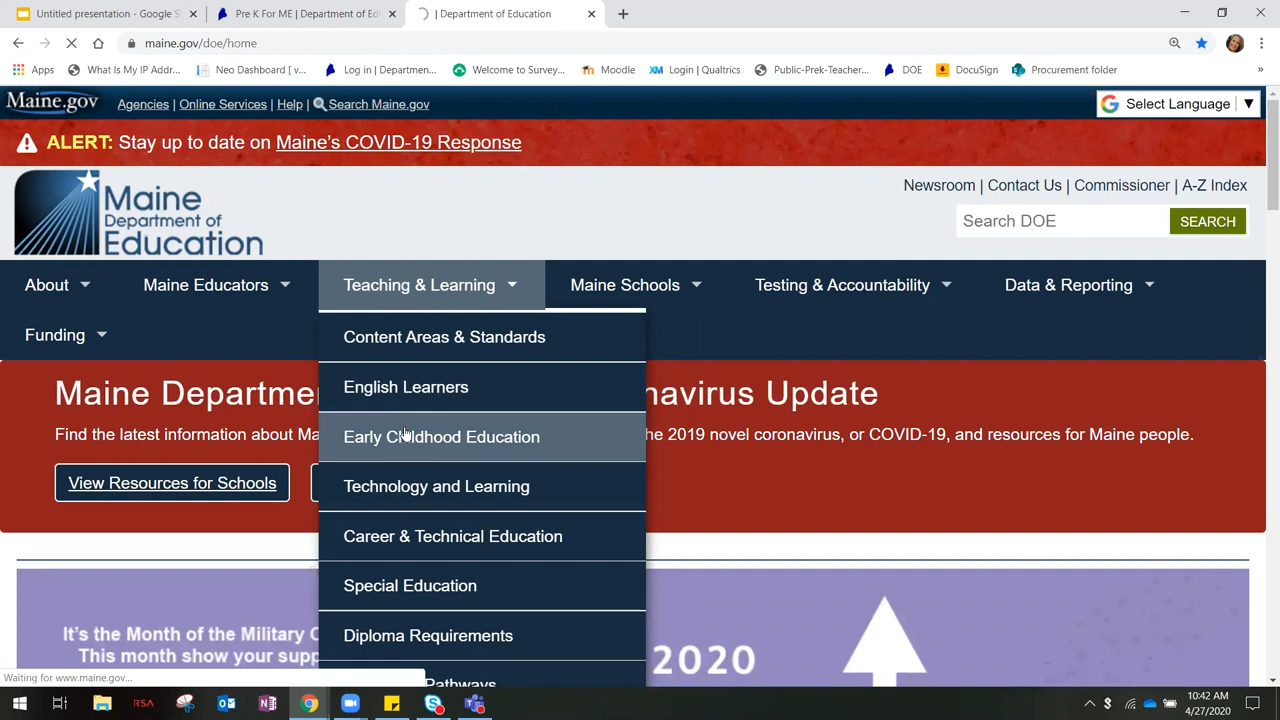 Untitled presentation - Google S
Pre K For ME | Department of Ed
| Department of Education
maine.gov/doe/home
Apps
What Is My IP Addr...
Neo Dashboard [ v...
Log in | Departmen...
Welcome to Survey...
Moodle
Login | Qualtrics
Public-Prek-Teacher...
DOE
DocuSign
Procurement folder
»
Maine.gov
Agencies | Online Services | Help | Search Maine.gov
Select Language ▼
ALERT: Stay up to date on Maine's COVID-19 Response
Maine
Department of
Education
Newsroom | Contact Us | Commissioner | A-Z Index
Search DOE
SEARCH
About
Maine Educators
Teaching & Learning
Maine Schools
Testing & Accountability
Data & Reporting
Funding
Content Areas & Standards
English Learners
Early Childhood Education
Technology and Learning
Career & Technical Education
Special Education
Diploma Requirements
Pathways
Maine Departme
navirus Update
Find the latest information about Ma
he 2019 novel coronavirus, or COVID-19, and resources for Maine people.
View Resources for Schools
It's the Month of the Military C
This month show your supp
2020
Waiting for www.maine.gov...
RSA
10:42 AM
4/27/2020